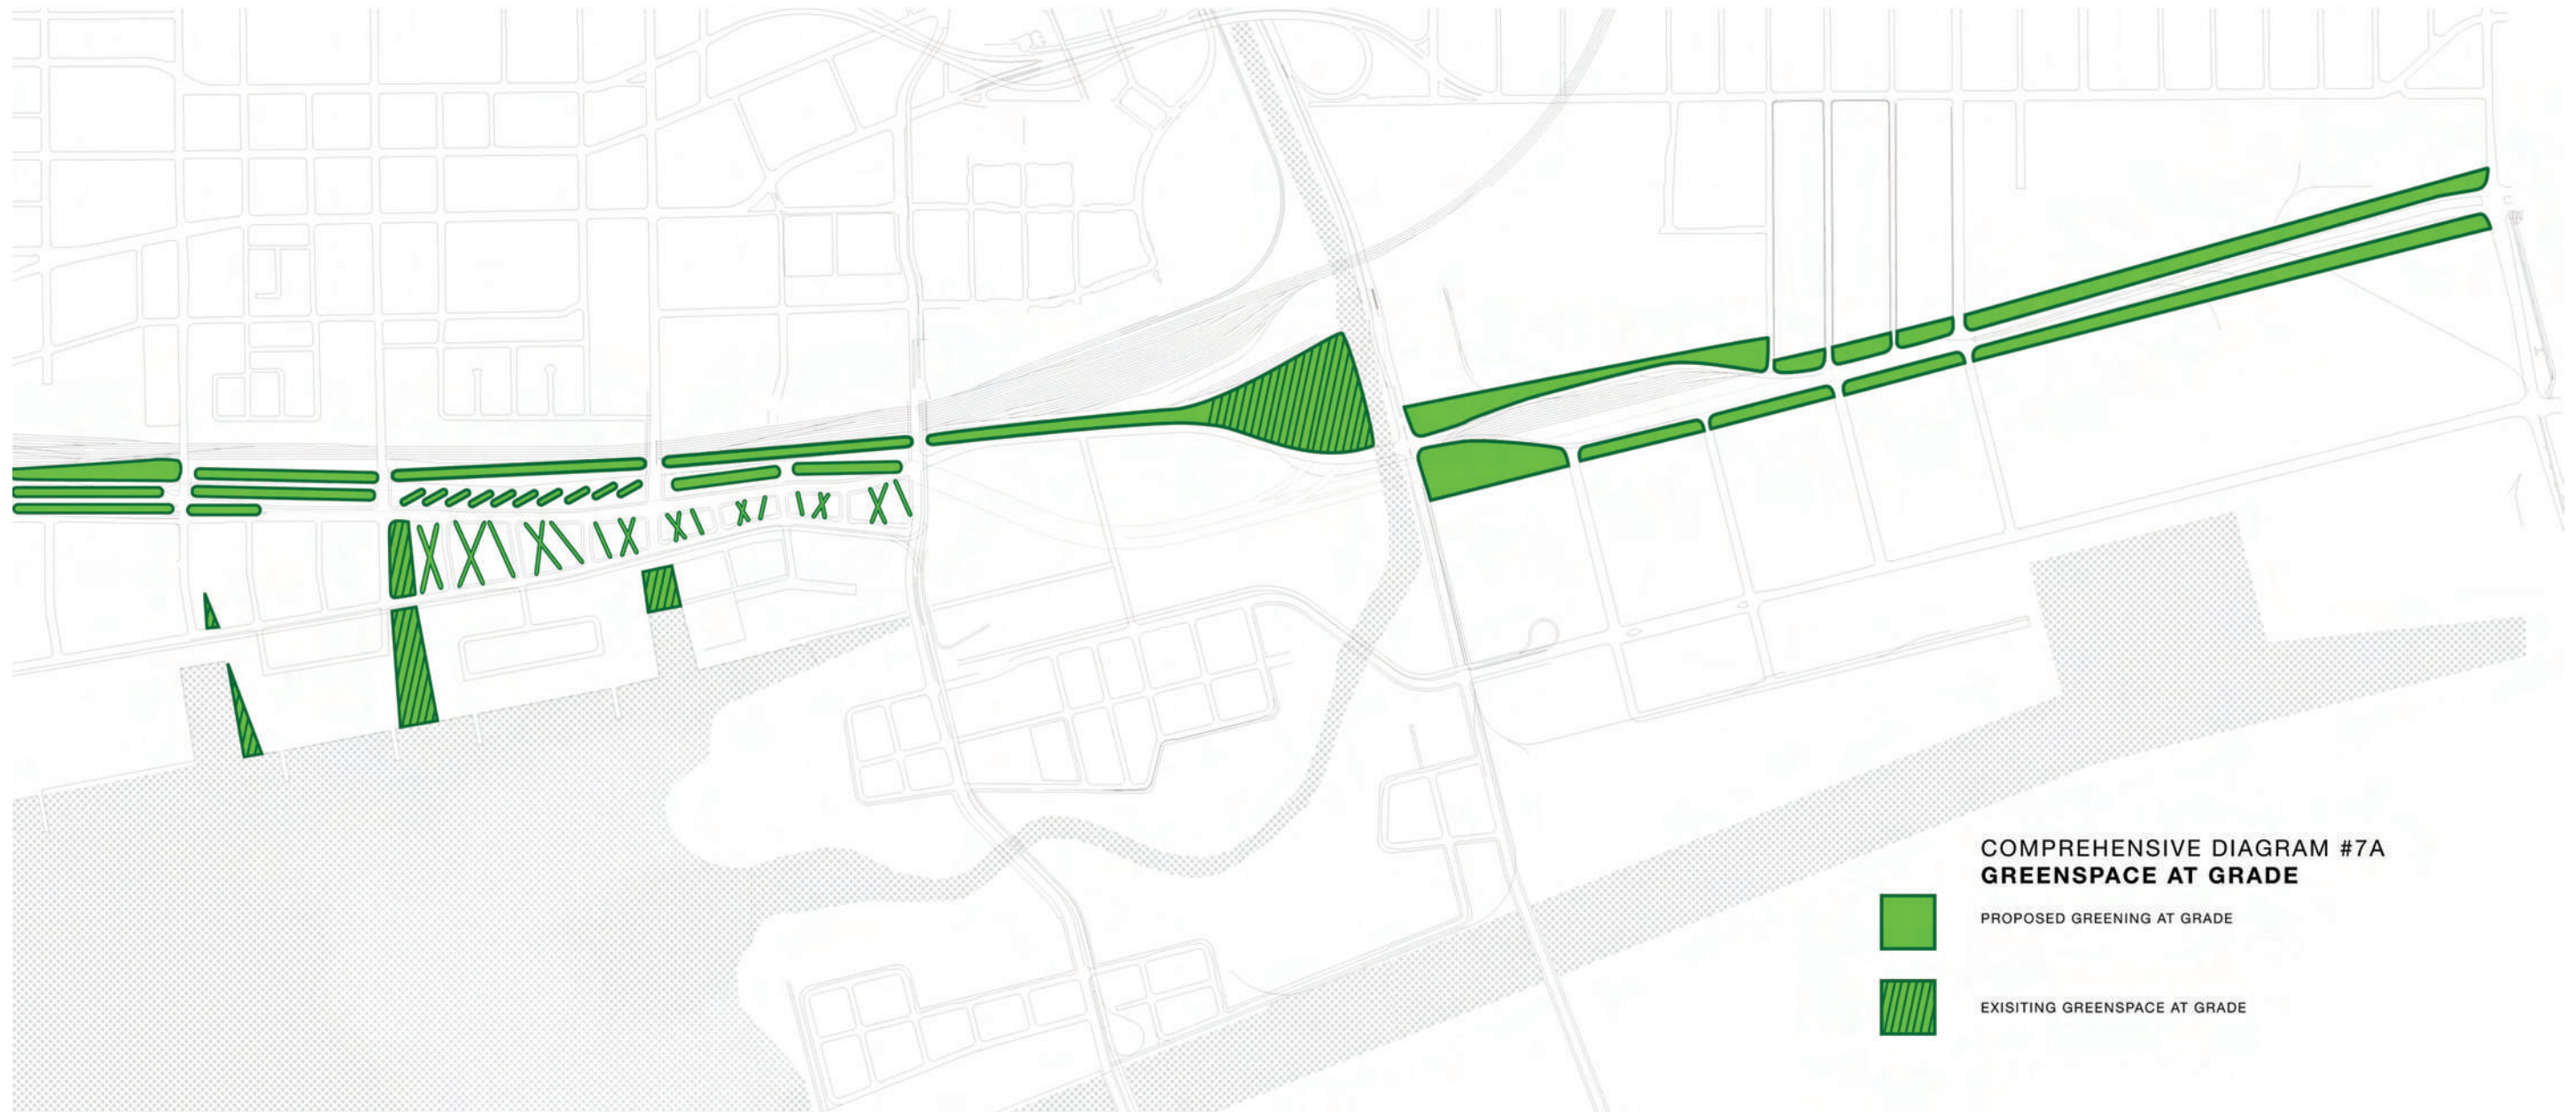 COMPREHENSIVE DIAGRAM #7A
GREENSPACE AT GRADE
PROPOSED GREENING AT GRADE
EXISITING GREENSPACE AT GRADE